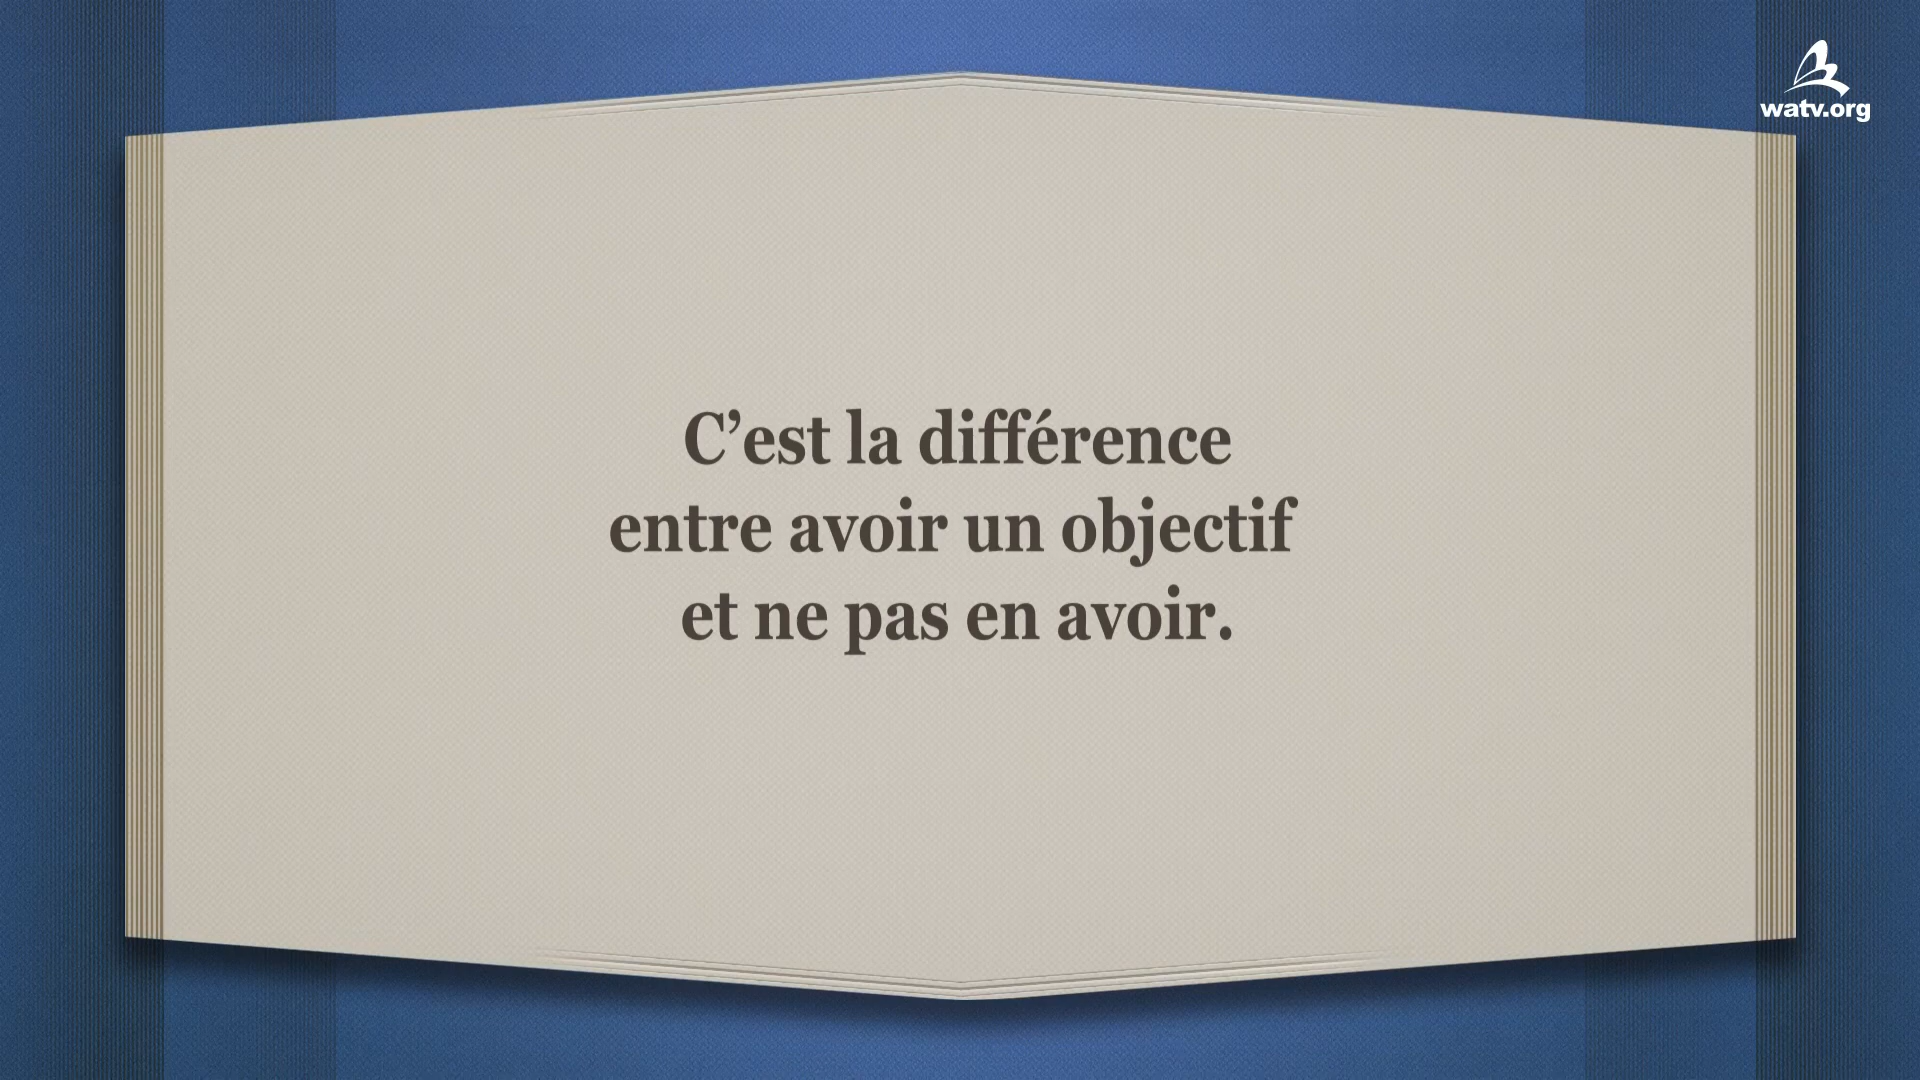 watv.org
C’est la différence
entre avoir un objectif
et ne pas en avoir.